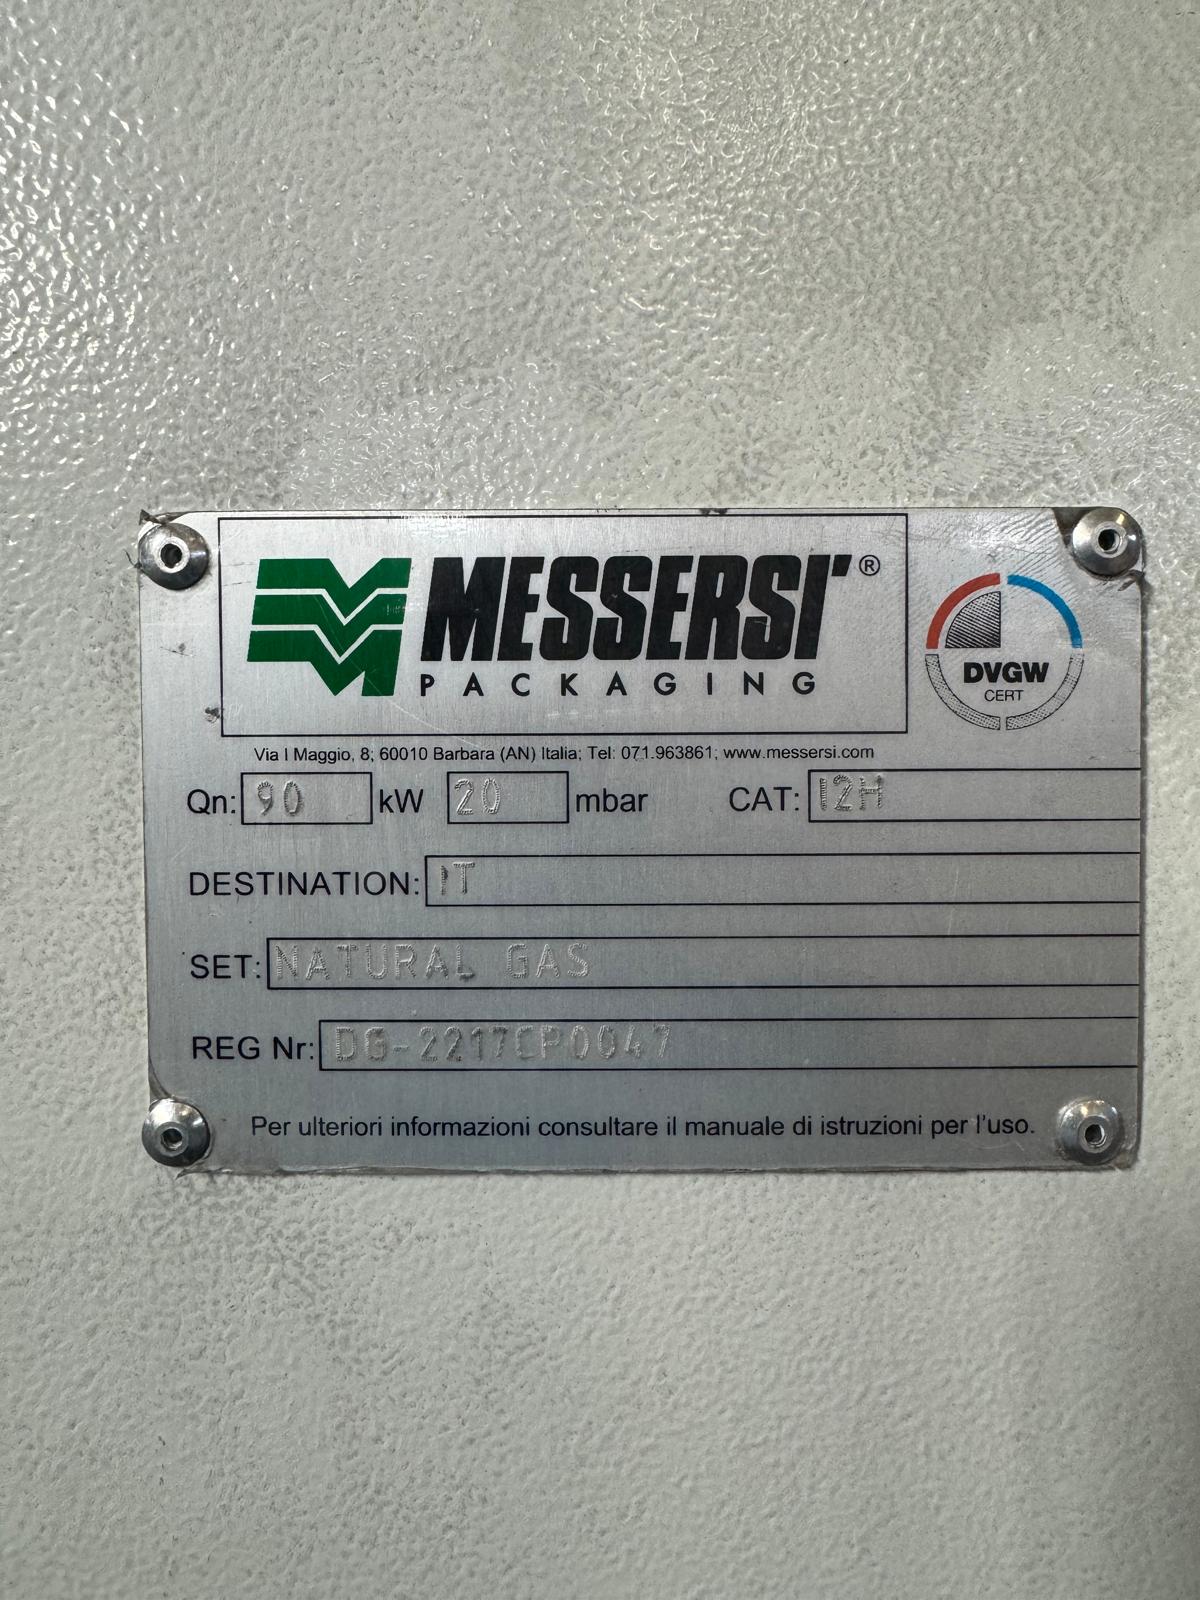 MESSERSI'®
PACKAGING
DVGW
CERT
Via I Maggio, 8; 60010 Barbara (AN) Italia; Tel: 071.963861; www.messersi.com
Qn: 90 kW 20 mbar CAT: I2H
DESTINATION: IT
SET: NATURAL GAS
REG Nr: DG-2217CP0047
Per ulteriori informazioni consultare il manuale di istruzioni per l'uso.